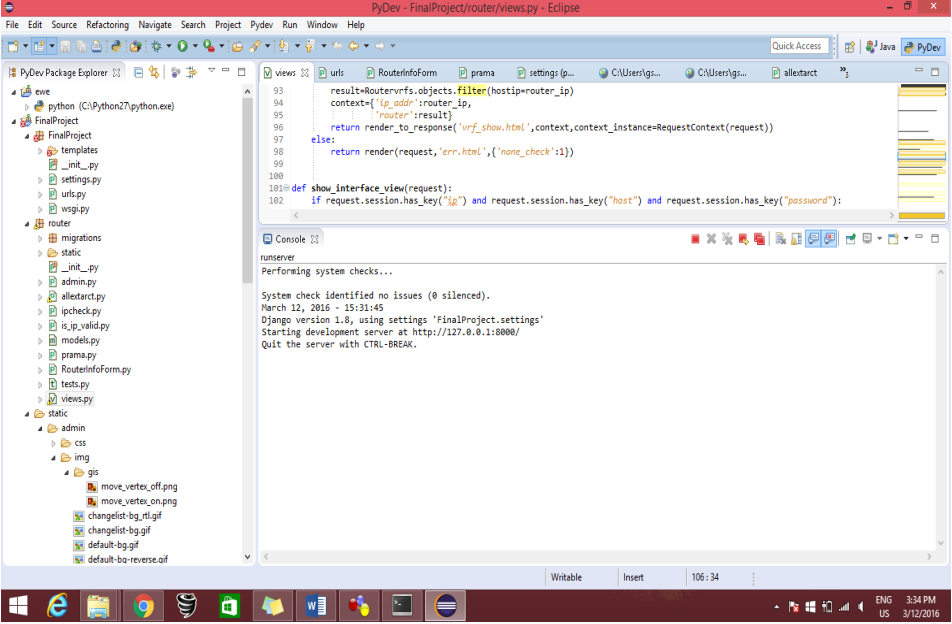 PyDev - FinalProject/router/views.py - Eclipse
File Edit Source Refactoring Navigate Search Project Pydev Run Window Help
Quick Access Java PyDev
PyDev Package Explorer
ewe
python (C:\Python27\python.exe)
FinalProject
FinalProject
templates
__init__.py
settings.py
urls.py
wsgi.py
router
migrations
static
__init__.py
admin.py
allextarct.py
ipcheck.py
is_ip_valid.py
models.py
prama.py
RouterInfoForm.py
tests.py
views.py
static
admin
css
img
gis
move_vertex_off.png
move_vertex_on.png
changelist-bg_rtl.gif
changelist-bg.gif
default-bg.gif
default-bg-reverse.gif
views urls RouterInfoForm prama settings (p... C:\Users\gs... C:\Users\gs... allextarct »3
93 result=Routervrfs.objects.filter(hostip=router_ip)
94 context={'ip_addr':router_ip,
95 'router':result}
96 return render_to_response('vrf_show.html',context,context_instance=RequestContext(request))
97 else:
98 return render(request,'err.html',{'none_check':1})
99
100
101 def show_interface_view(request):
102 if request.session.has_key("ip") and request.session.has_key("host") and request.session.has_key("password"):
Console
runserver
Performing system checks...
System check identified no issues (0 silenced).
March 12, 2016 - 15:31:45
Django version 1.8, using settings 'FinalProject.settings'
Starting development server at http://127.0.0.1:8000/
Quit the server with CTRL-BREAK.
Writable Insert 106 : 34
ENG 3:34 PM
US 3/12/2016